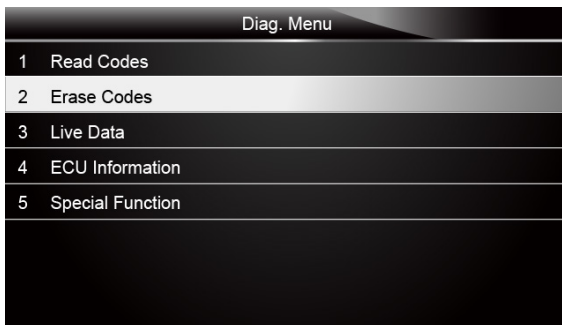 Diag. Menu
1 Read Codes
2 Erase Codes
3 Live Data
4 ECU Information
5 Special Function